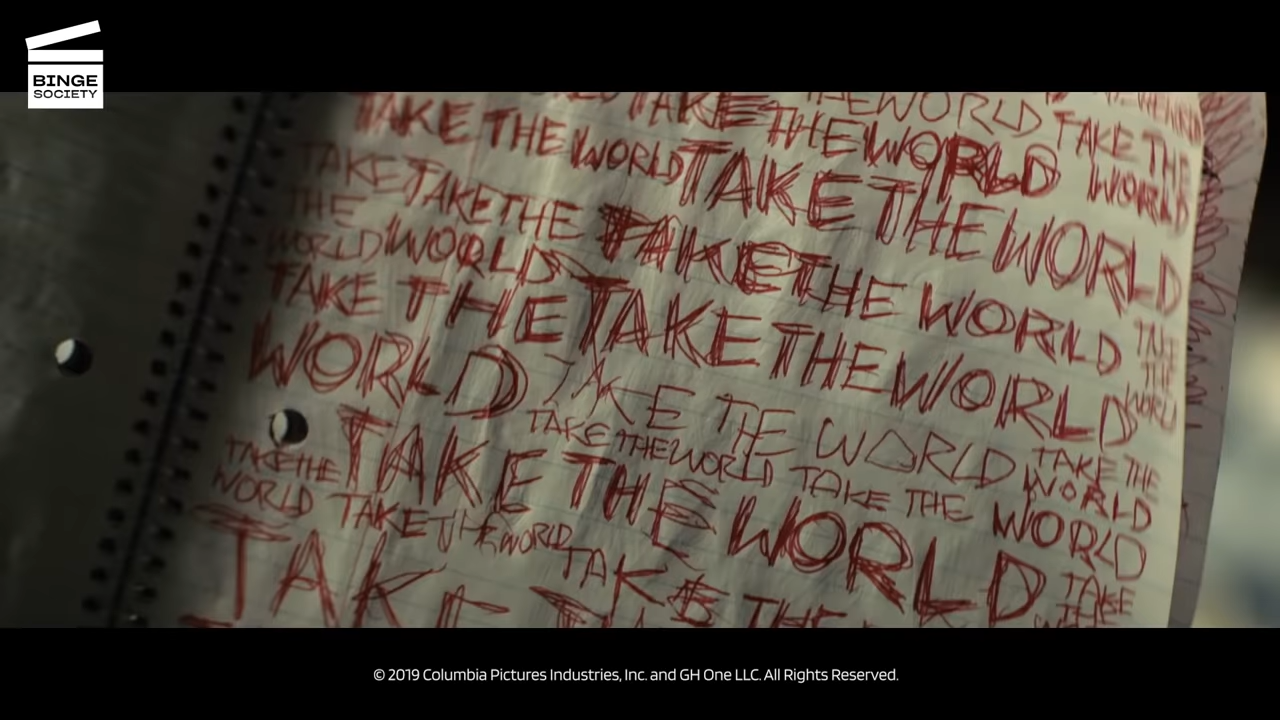 BINGE
SOCIETY
THE WORLD
TAKE THE WORLD TAKE THE WORLD TAKE THE WORLD
TAKE THE WORLD
TAKE TAKE THE TAKE THE WORLD
THE WORLD
WORLD
TAKE THE TAKE THE WORLD TAKE THE WORLD
WORLD TAKE THE WORLD TAKE THE WORLD
TAKE THE WORLD TAKE THE WORLD
TAKE THE TAKE THE WORLD
WORLD TAKE THE WORLD TAKE THE
TAKE
© 2019 Columbia Pictures Industries, Inc. and GH One LLC. All Rights Reserved.